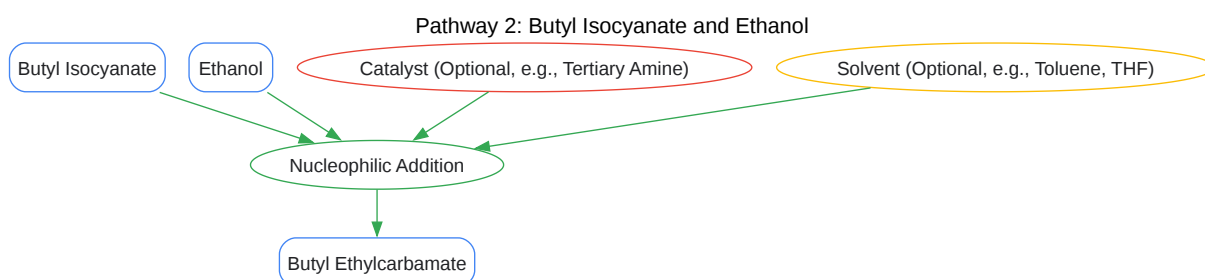 Pathway 2: Butyl Isocyanate and Ethanol
Butyl Isocyanate
Ethanol
Catalyst (Optional, e.g., Tertiary Amine)
Solvent (Optional, e.g., Toluene, THF)
Nucleophilic Addition
Butyl Ethylcarbamate